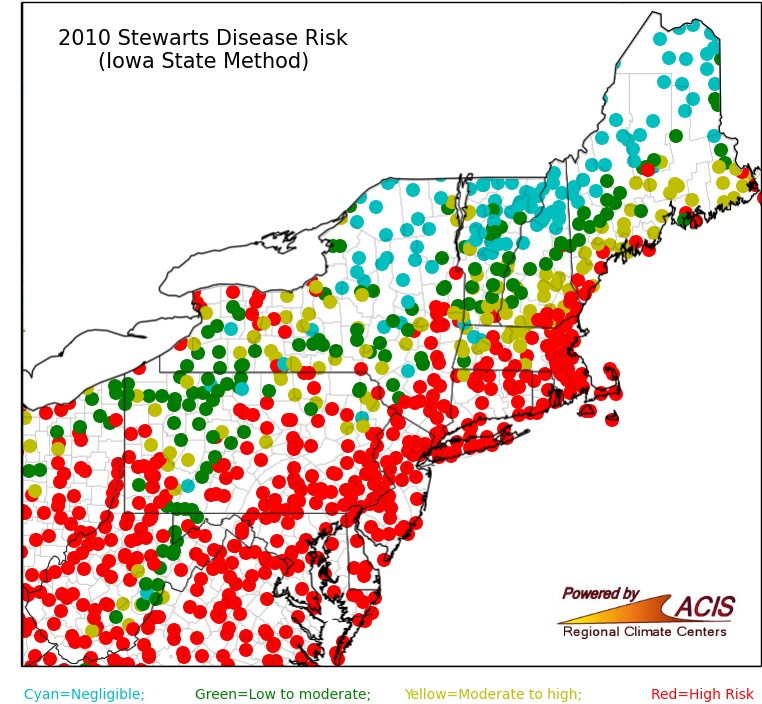 2010 Stewarts Disease Risk
(Iowa State Method)
Powered by
ACIS
Regional Climate Centers
Cyan=Negligible; Green=Low to moderate; Yellow=Moderate to high; Red=High Risk